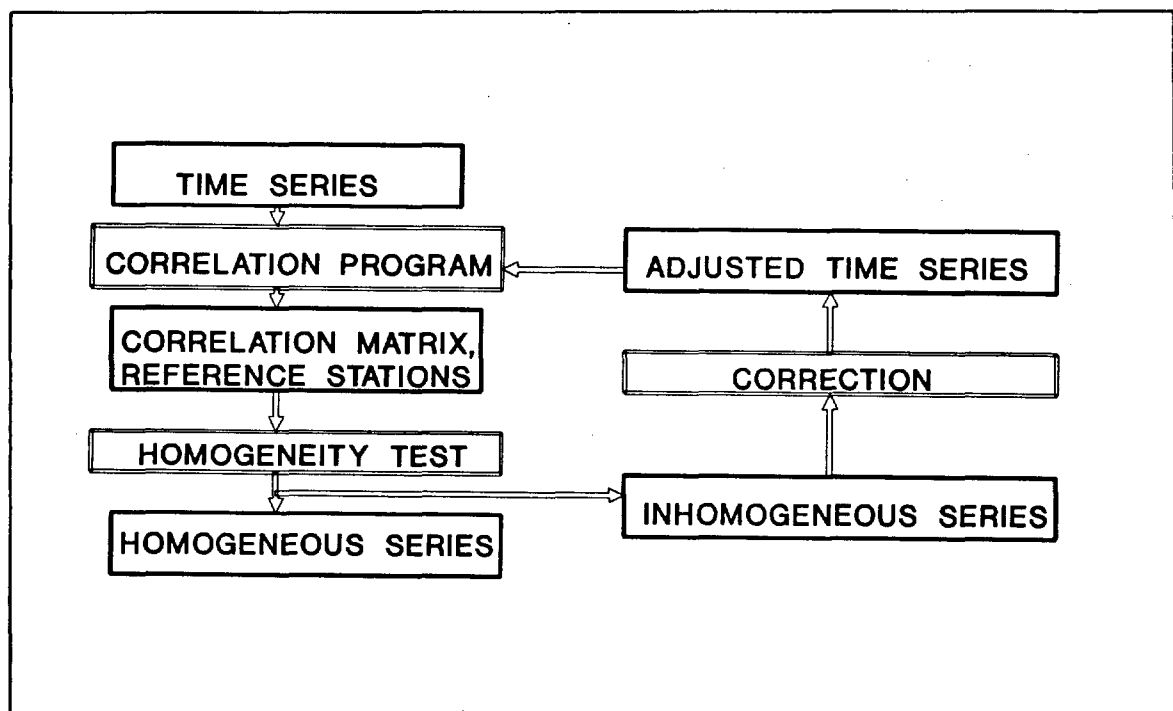 TIME SERIES
CORRELATION PROGRAM
CORRELATION MATRIX,
REFERENCE STATIONS
HOMOGENEITY TEST
HOMOGENEOUS SERIES
ADJUSTED TIME SERIES
CORRECTION
INHOMOGENEOUS SERIES